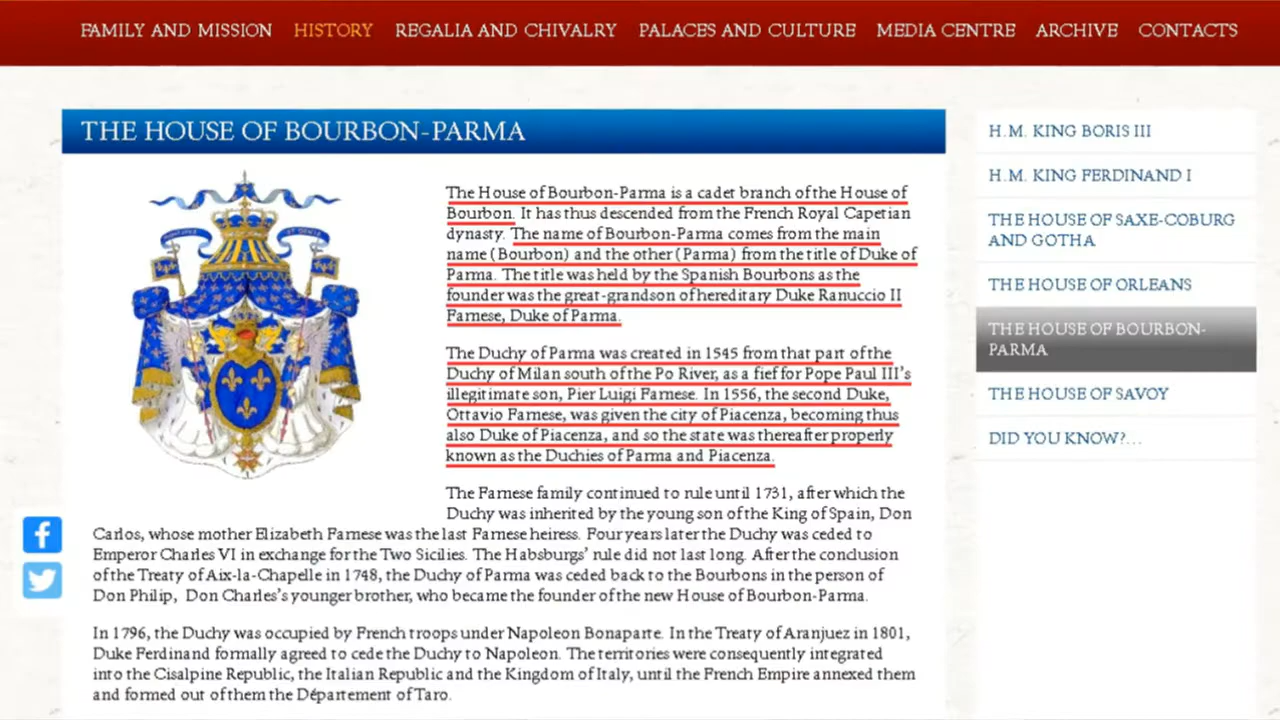 FAMILY AND MISSION HISTORY REGALIA AND CHIVALRY PALACES AND CULTURE MEDIA CENTRE ARCHIVE CONTACTS
THE HOUSE OF BOURBON-PARMA
The House of Bourbon-Parma is a cadet branch of the House of
Bourbon. It has thus descended from the French Royal Capetian
dynasty. The name of Bourbon-Parma comes from the main
name (Bourbon) and the other (Parma) from the title of Duke of
Parma. The title was held by the Spanish Bourbons as the
founder was the great-grandson of hereditary Duke Ranuccio II
Farnese, Duke of Parma.
The Duchy of Parma was created in 1545 from that part of the
Duchy of Milan south of the Po River, as a fief for Pope Paul III's
illegitimate son, Pier Luigi Farnese. In 1556, the second Duke,
Ottavio Farnese, was given the city of Piacenza, becoming thus
also Duke of Piacenza, and so the state was thereafter properly
known as the Duchies of Parma and Piacenza.
The Farnese family continued to rule until 1731, after which the
Duchy was inherited by the young son of the King of Spain, Don
Carlos, whose mother Elizabeth Farnese was the last Farnese heiress. Four years later the Duchy was ceded to
Emperor Charles VI in exchange for the Two Sicilies. The Habsburgs' rule did not last long. After the conclusion
of the Treaty of Aix-la-Chapelle in 1748, the Duchy of Parma was ceded back to the Bourbons in the person of
Don Philip, Don Charles's younger brother, who became the founder of the new House of Bourbon-Parma.
In 1796, the Duchy was occupied by French troops under Napoleon Bonaparte. In the Treaty of Aranjuez in 1801,
Duke Ferdinand formally agreed to cede the Duchy to Napoleon. The territories were consequently integrated
into the Cisalpine Republic, the Italian Republic and the Kingdom of Italy, until the French Empire annexed them
and formed out of them the Département of Taro.
H.M. KING BORIS III
H.M. KING FERDINAND I
THE HOUSE OF SAXE-COBURG
AND GOTHA
THE HOUSE OF ORLEANS
THE HOUSE OF BOURBON-
PARMA
THE HOUSE OF SAVOY
DID YOU KNOW?...